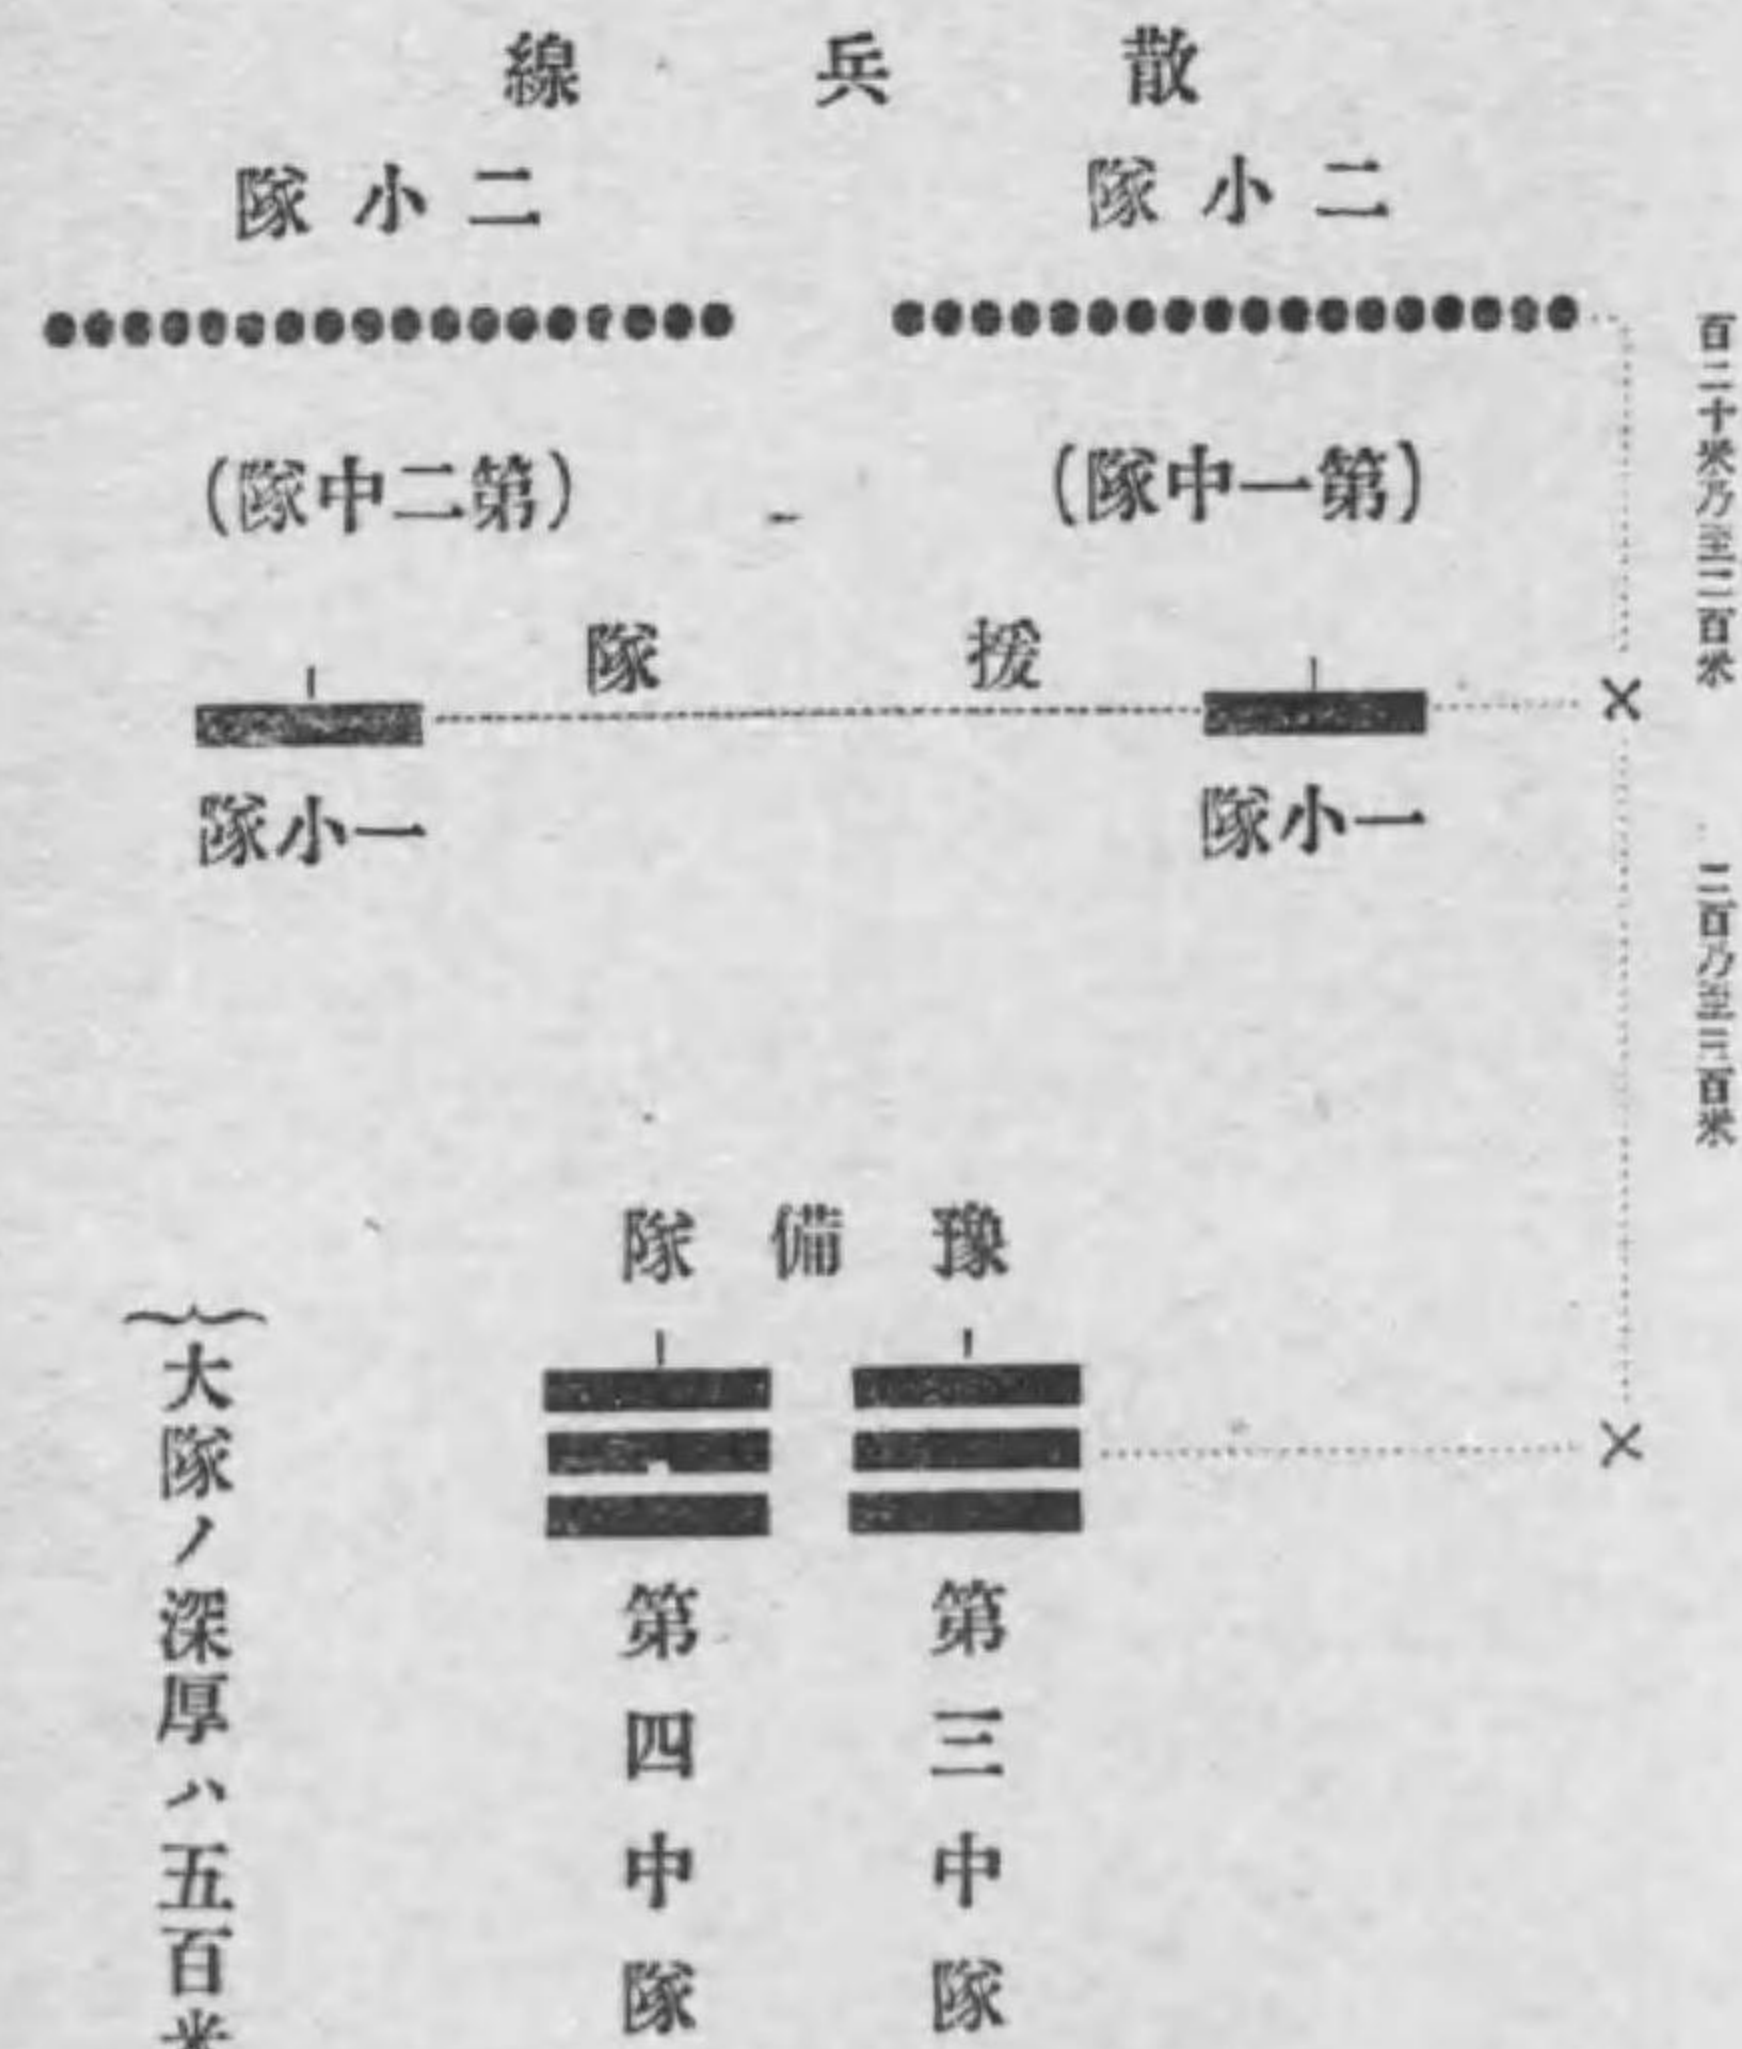 散兵線
二小隊
二小隊
(第一中隊)
(第二中隊)
百二十米乃至二百米
援隊
一小隊
一小隊
二百乃至三百米
豫備隊
第三中隊
第四中隊
大隊ノ深厚ハ五百米